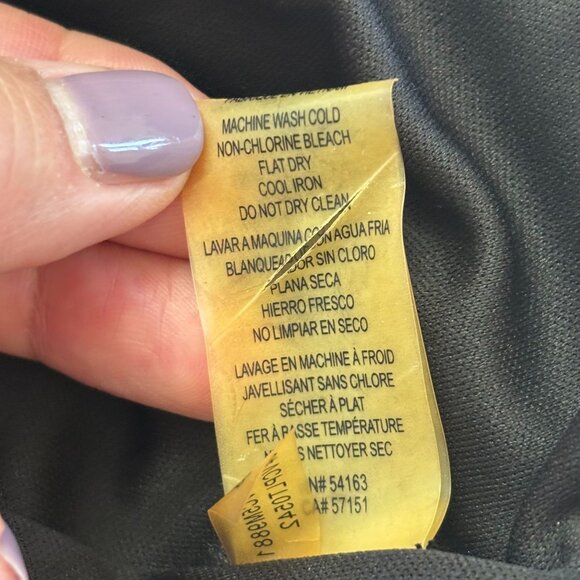 MACHINE WASH COLD
NON-CHLORINE BLEACH
FLAT DRY
COOL IRON
DO NOT DRY CLEAN,
LAVAR A MAQUINA CON AGUA FRIA
BLANQUEADOR SIN CLORO
PLANA SECA
HIERRO FRESCO
NO LIMPIAR EN SECO
LAVAGE EN MACHINE À FROID
JAVELLISANT SANS CHLORE
SÉCHER À PLAT
FER À BASSE TEMPÉRATURE
NETTOYER SEC
N# 54163
CA# 57151